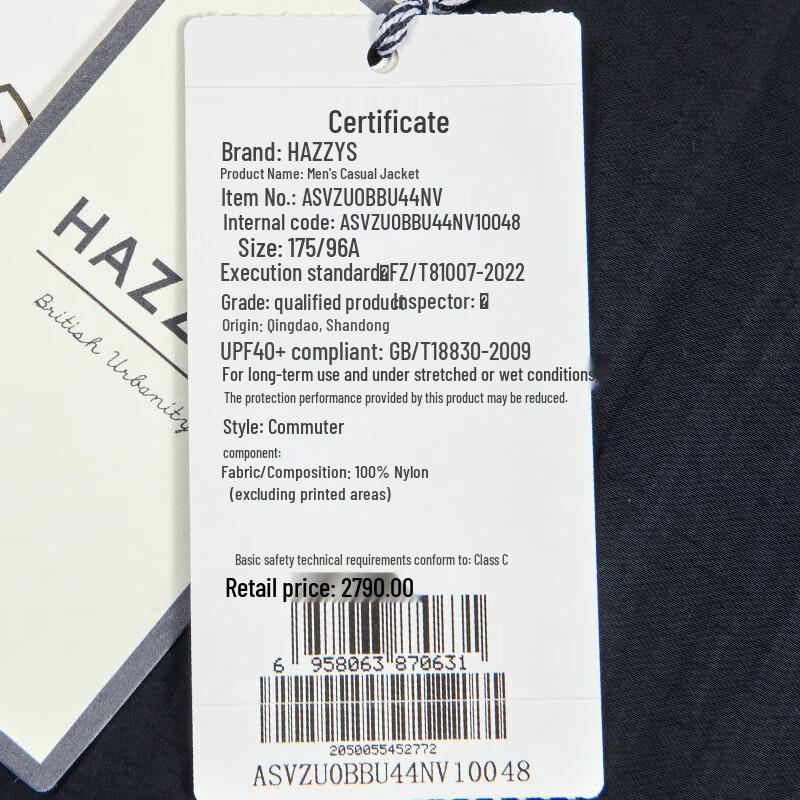 HAZZ
British Urbanity
Certificate
Brand: HAZZYS
Product Name: Men's Casual Jacket
Item No.: ASVZU0BBU44NV
Internal code: ASVZU0BBU44NV10048
Size: 175/96A
Execution standard FZ/T81007-2022
Grade: qualified product Inspector:
Origin: Qingdao, Shandong
UPF40+ compliant: GB/T18830-2009
For long-term use and under stretched or wet conditions,
The protection performance provided by this product may be reduced.
Style: Commuter
component:
Fabric/Composition: 100% Nylon
(excluding printed areas)
Basic safety technical requirements conform to: Class C
Retail price: 2790.00
6 958063 870631
2050055452772
ASVZU0BBU44NV10048